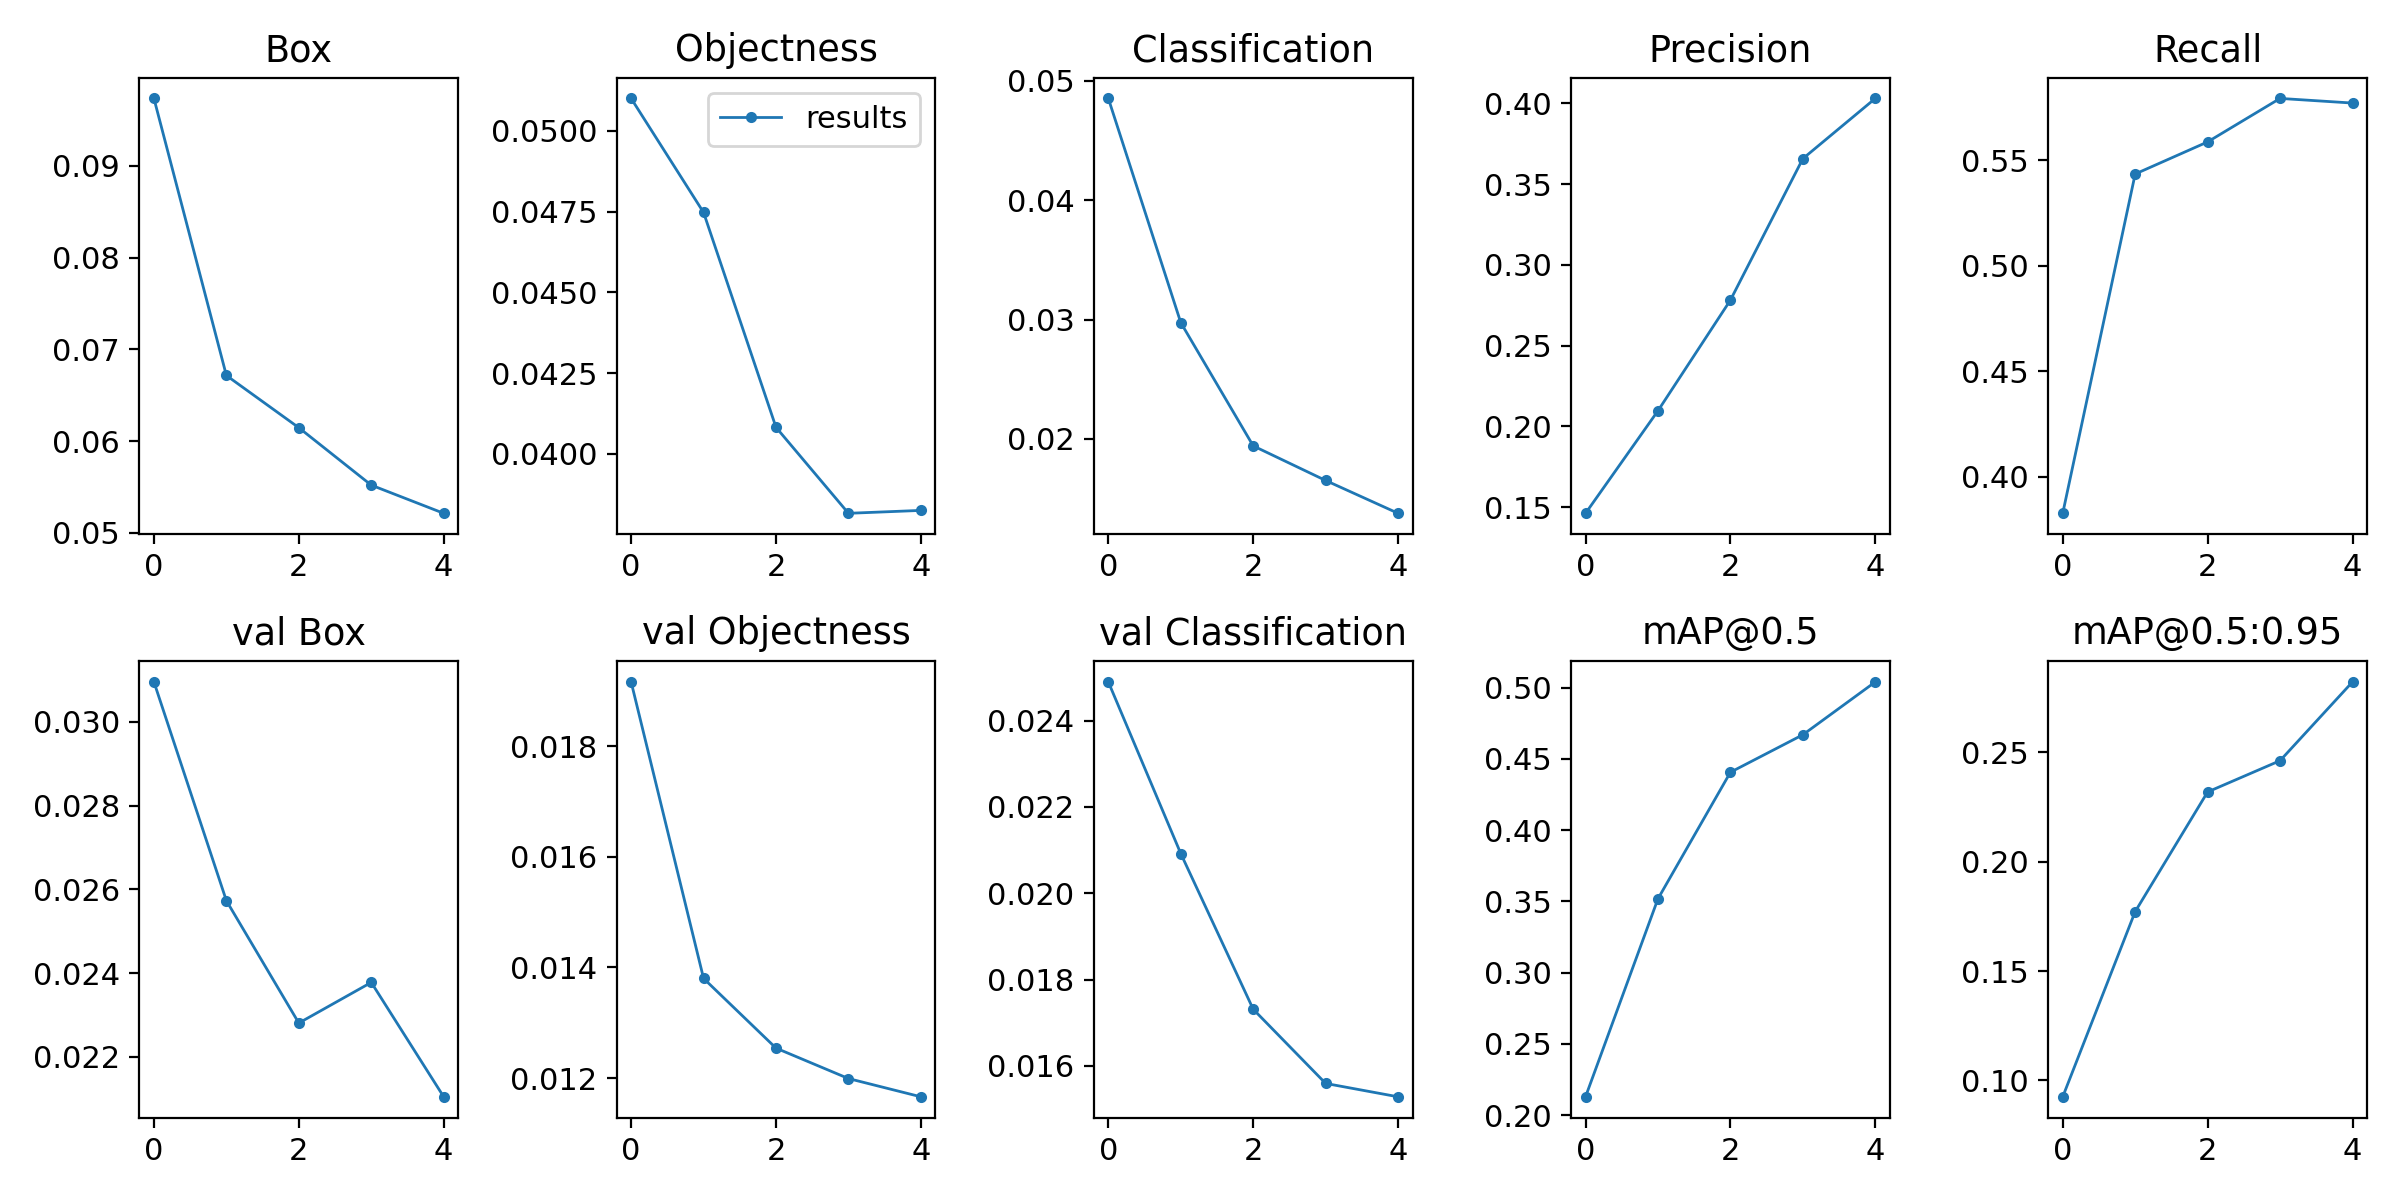 Box
0.09
0.08
0.07
0.06
0.05
0 2 4
Objectness
results
0.0500
0.0475
0.0450
0.0425
0.0400
0 2 4
Classification
0.05
0.04
0.03
0.02
0 2 4
Precision
0.40
0.35
0.30
0.25
0.20
0.15
0 2 4
Recall
0.55
0.50
0.45
0.40
0 2 4
val Box
0.030
0.028
0.026
0.024
0.022
0 2 4
val Objectness
0.018
0.016
0.014
0.012
0 2 4
val Classification
0.024
0.022
0.020
0.018
0.016
0 2 4
mAP@0.5
0.50
0.45
0.40
0.35
0.30
0.25
0.20
0 2 4
mAP@0.5:0.95
0.25
0.20
0.15
0.10
0 2 4